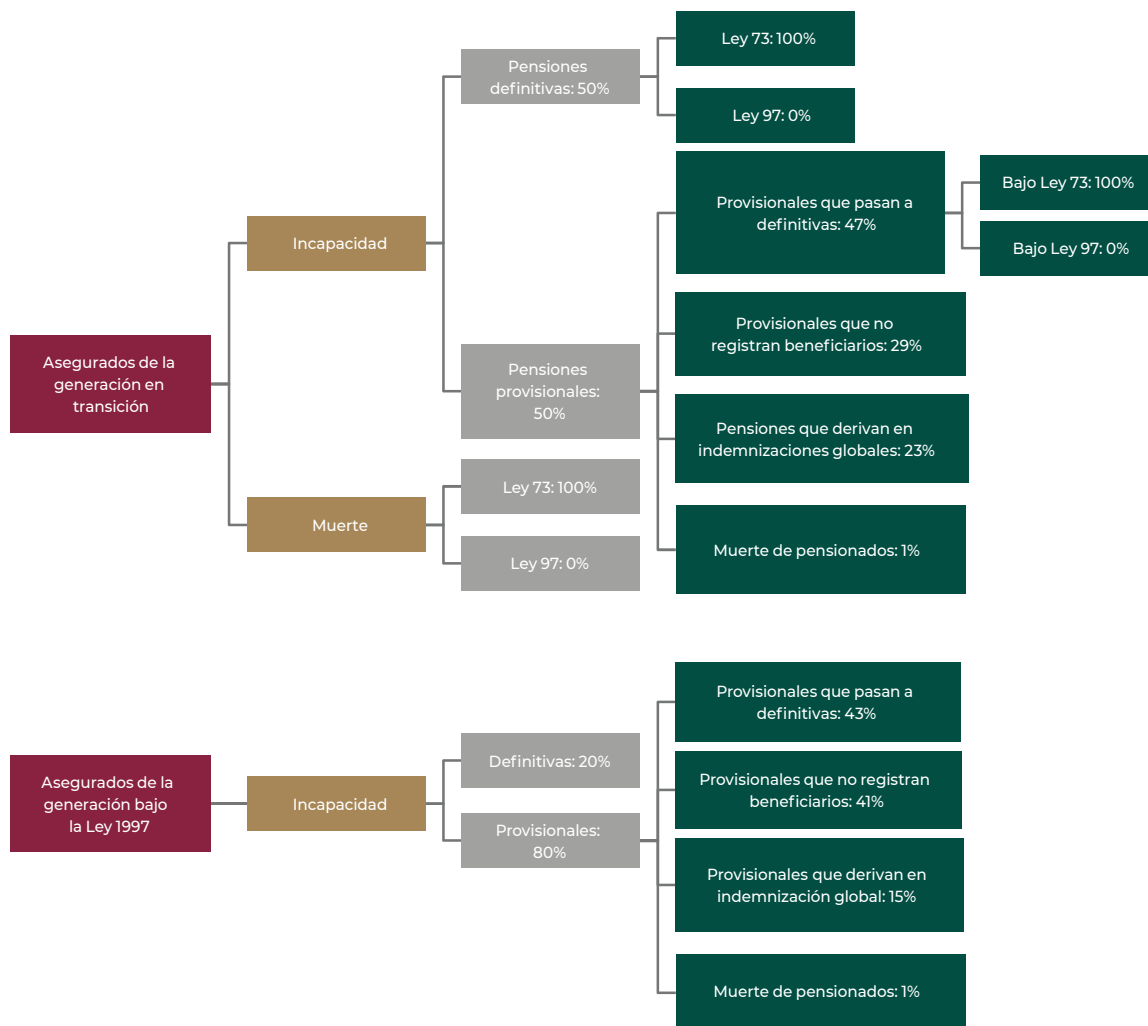 Asegurados de la
generación en
transición
Incapacidad
Pensiones
definitivas: 50%
Ley 73: 100%
Ley 97: 0%
Pensiones
provisionales:
50%
Provisionales que pasan a
definitivas: 47%
Bajo Ley 73: 100%
Bajo Ley 97: 0%
Provisionales que no
registran beneficiarios: 29%
Pensiones que derivan en
indemnizaciones globales: 23%
Muerte de pensionados: 1%
Muerte
Ley 73: 100%
Ley 97: 0%
Asegurados de la
generación bajo
la Ley 1997
Incapacidad
Definitivas: 20%
Provisionales:
80%
Provisionales que pasan a
definitivas: 43%
Provisionales que no registran
beneficiarios: 41%
Provisionales que derivan en
indemnización global: 15%
Muerte de pensionados: 1%